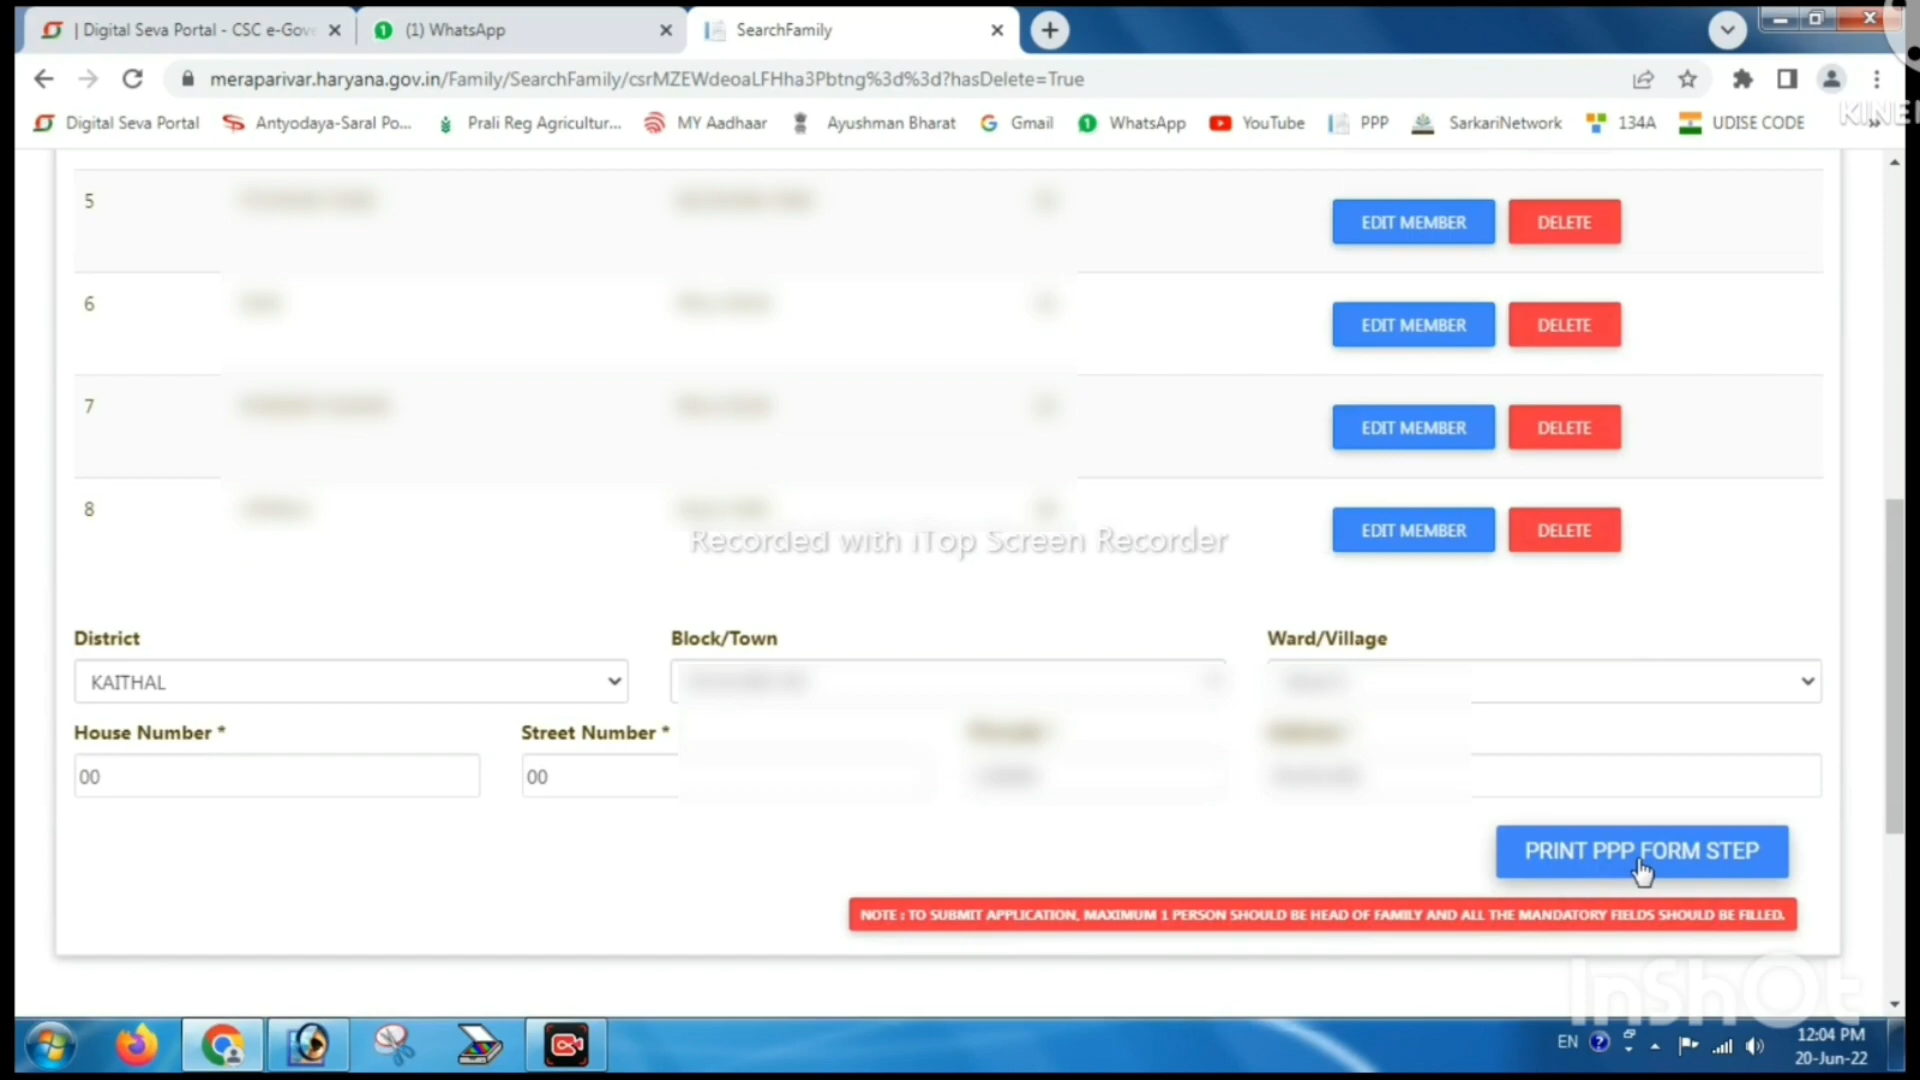 | Digital Seva Portal - CSC e-Gov
(1) WhatsApp
SearchFamily
meraparivar.haryana.gov.in/Family/SearchFamily/csrMZEWdeoaLFHha3Pbtng%3d%3d?hasDelete=True
Digital Seva Portal
Antyodaya-Saral Po...
Prali Reg Agricultur...
MY Aadhaar
Ayushman Bharat
Gmail
WhatsApp
YouTube
PPP
SarkariNetwork
134A
UDISE CODE
»
KINE
5 EDIT MEMBER DELETE
6 EDIT MEMBER DELETE
7 EDIT MEMBER DELETE
8 EDIT MEMBER DELETE
Recorded with iTop Screen Recorder
District Block/Town Ward/Village
KAITHAL
House Number * Street Number *
00 00
PRINT PPP FORM STEP
NOTE : TO SUBMIT APPLICATION, MAXIMUM 1 PERSON SHOULD BE HEAD OF FAMILY AND ALL THE MANDATORY FIELDS SHOULD BE FILLED.
InShOt
EN
12:04 PM
20-Jun-22